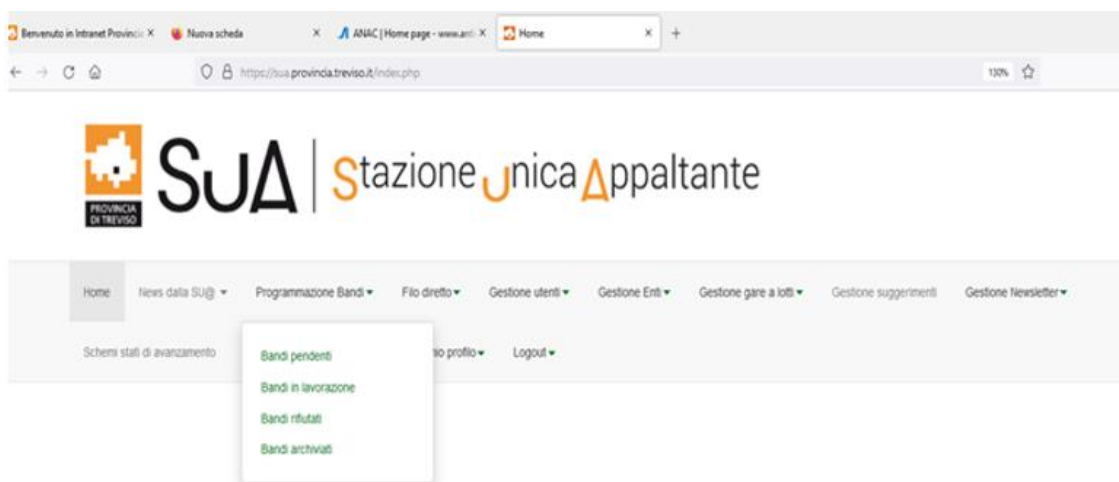 Benvenuto in Intranet Provincia Nuova scheda ANAC | Home page - www.anti Home
https://sua.provincia.treviso.it/index.php 130%
PROVINCIA DI TREVISO
SUA | Stazione Unica Appaltante
Home News dalla SU@ Programmazione Bandi Filo diretto Gestione utenti Gestione Enti Gestione gare a lotti Gestione suggerimenti Gestione Newsletter
Schemi stati di avanzamento io profilo Logout
Bandi pendenti
Bandi in lavorazione
Bandi rifiutati
Bandi archiviati